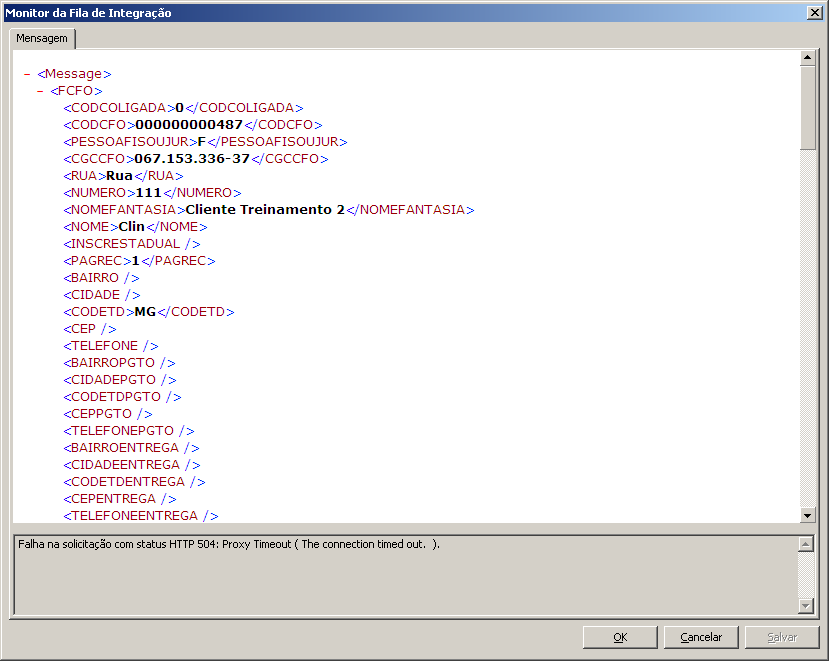 Monitor da Fila de Integração
Mensagem
- <Message>
- <FCFO>
<CODCOLIGADA>0</CODCOLIGADA>
<CODCFO>000000000487</CODCFO>
<PESSOAFISOUJUR>F</PESSOAFISOUJUR>
<CGCCFO>067.153.336-37</CGCCFO>
<RUA>Rua</RUA>
<NUMERO>111</NUMERO>
<NOMEFANTASIA>Cliente Treinamento 2</NOMEFANTASIA>
<NOME>Clin</NOME>
<INSCRESTADUAL />
<PAGREC>1</PAGREC>
<BAIRRO />
<CIDADE />
<CODETD>MG</CODETD>
<CEP />
<TELEFONE />
<BAIRROPGTO />
<CIDADEPGTO />
<CODETDPGTO />
<CEPPGTO />
<TELEFONEPGTO />
<BAIRROENTREGA />
<CIDADEENTREGA />
<CODETDENTREGA />
<CEPENTREGA />
<TELEFONEENTREGA />
Falha na solicitação com status HTTP 504: Proxy Timeout ( The connection timed out.  ).
OK Cancelar Salvar